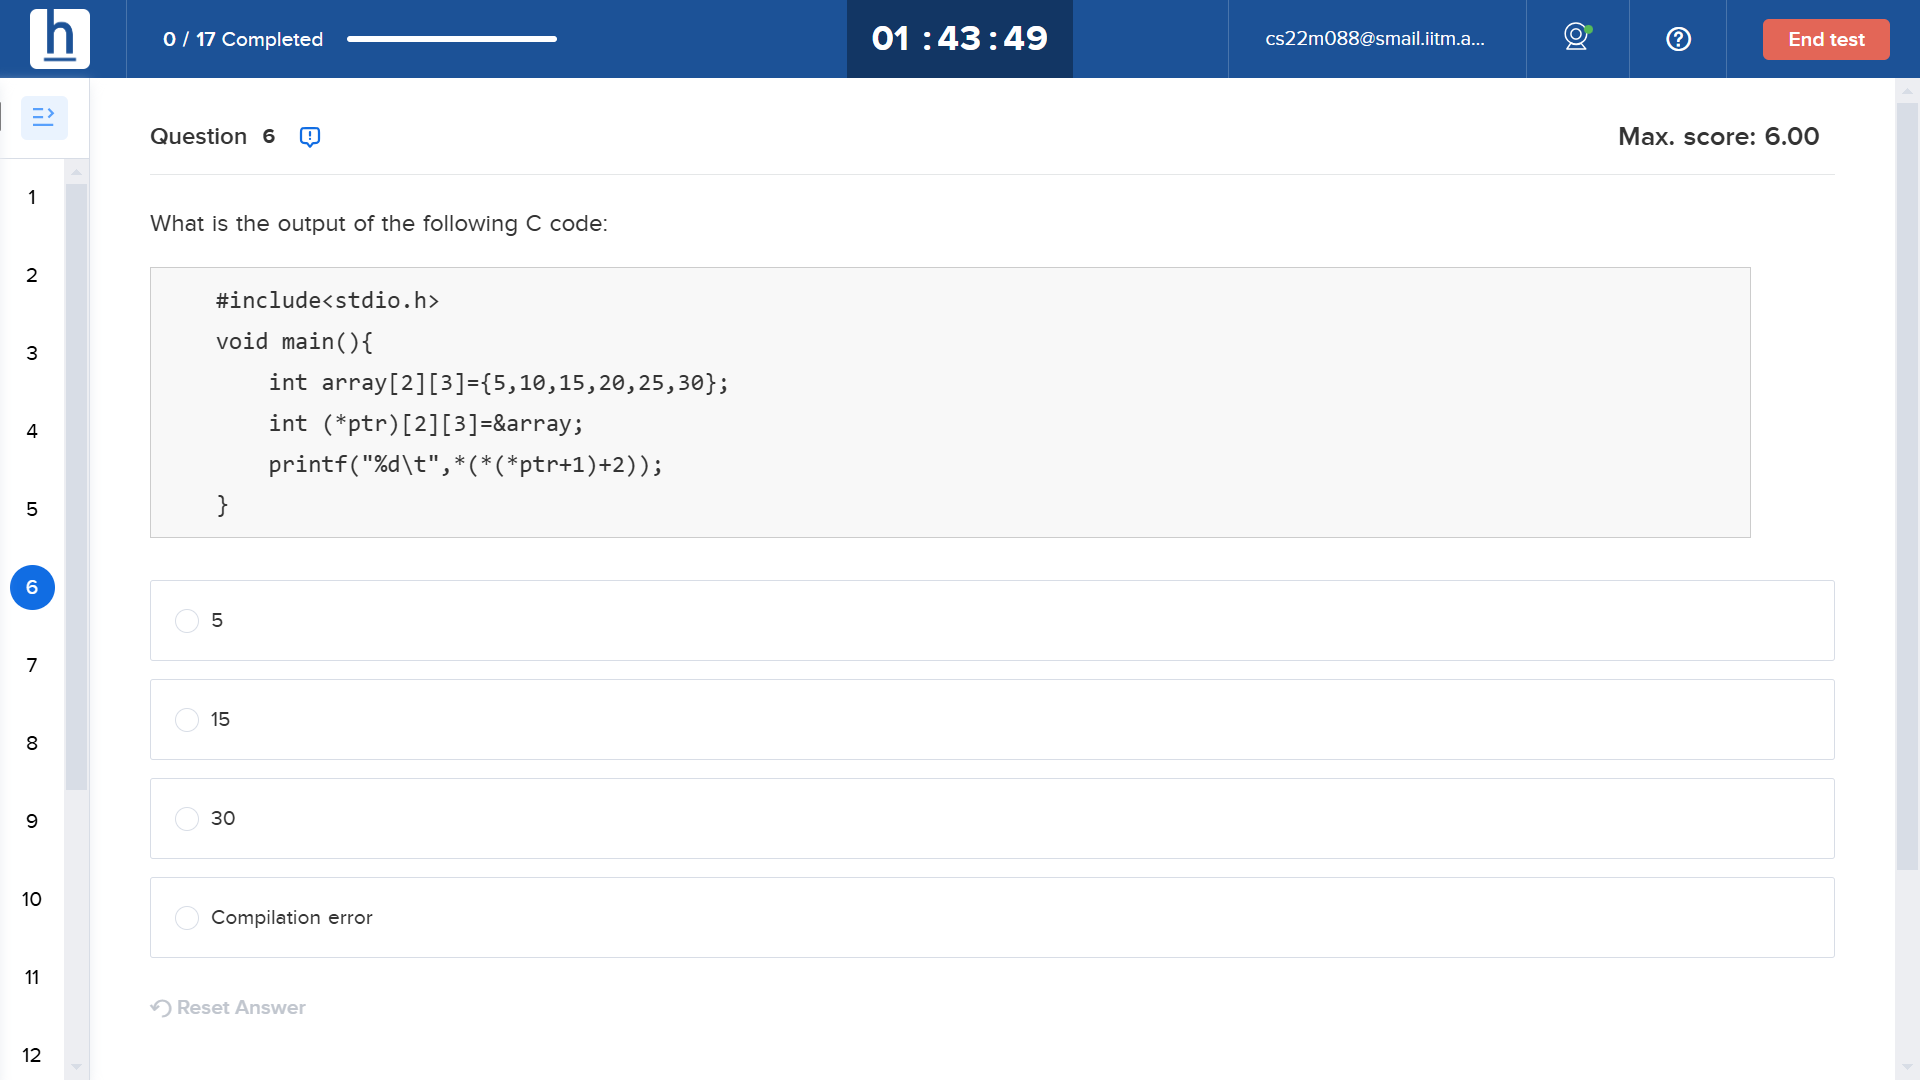 h
0 / 17 Completed
01 : 43 : 49
cs22m088@smail.iitm.a...
End test
Question 6
Max. score: 6.00
1
2
3
4
5
6
7
8
9
10
11
12
What is the output of the following C code:
#include<stdio.h>
void main(){
    int array[2][3]={5,10,15,20,25,30};
    int (*ptr)[2][3]=&array;
    printf("%d\t",*(*(*ptr+1)+2));
}
5
15
30
Compilation error
Reset Answer